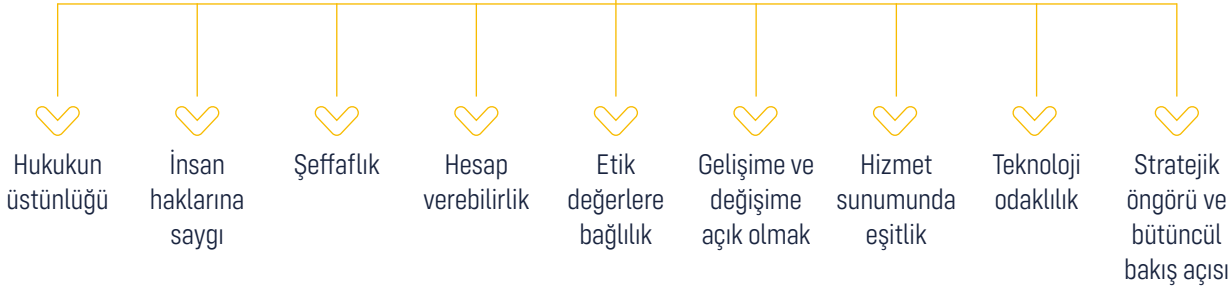 Hukukun
üstünlüğü
İnsan
haklarına
saygı
Şeffaflık
Hesap
verebilirlik
Etik
değerlere
bağlılık
Gelişime ve
değişime
açık olmak
Hizmet
sunumunda
eşitlik
Teknoloji
odaklılık
Stratejik
öngörü ve
bütüncül
bakış açısı